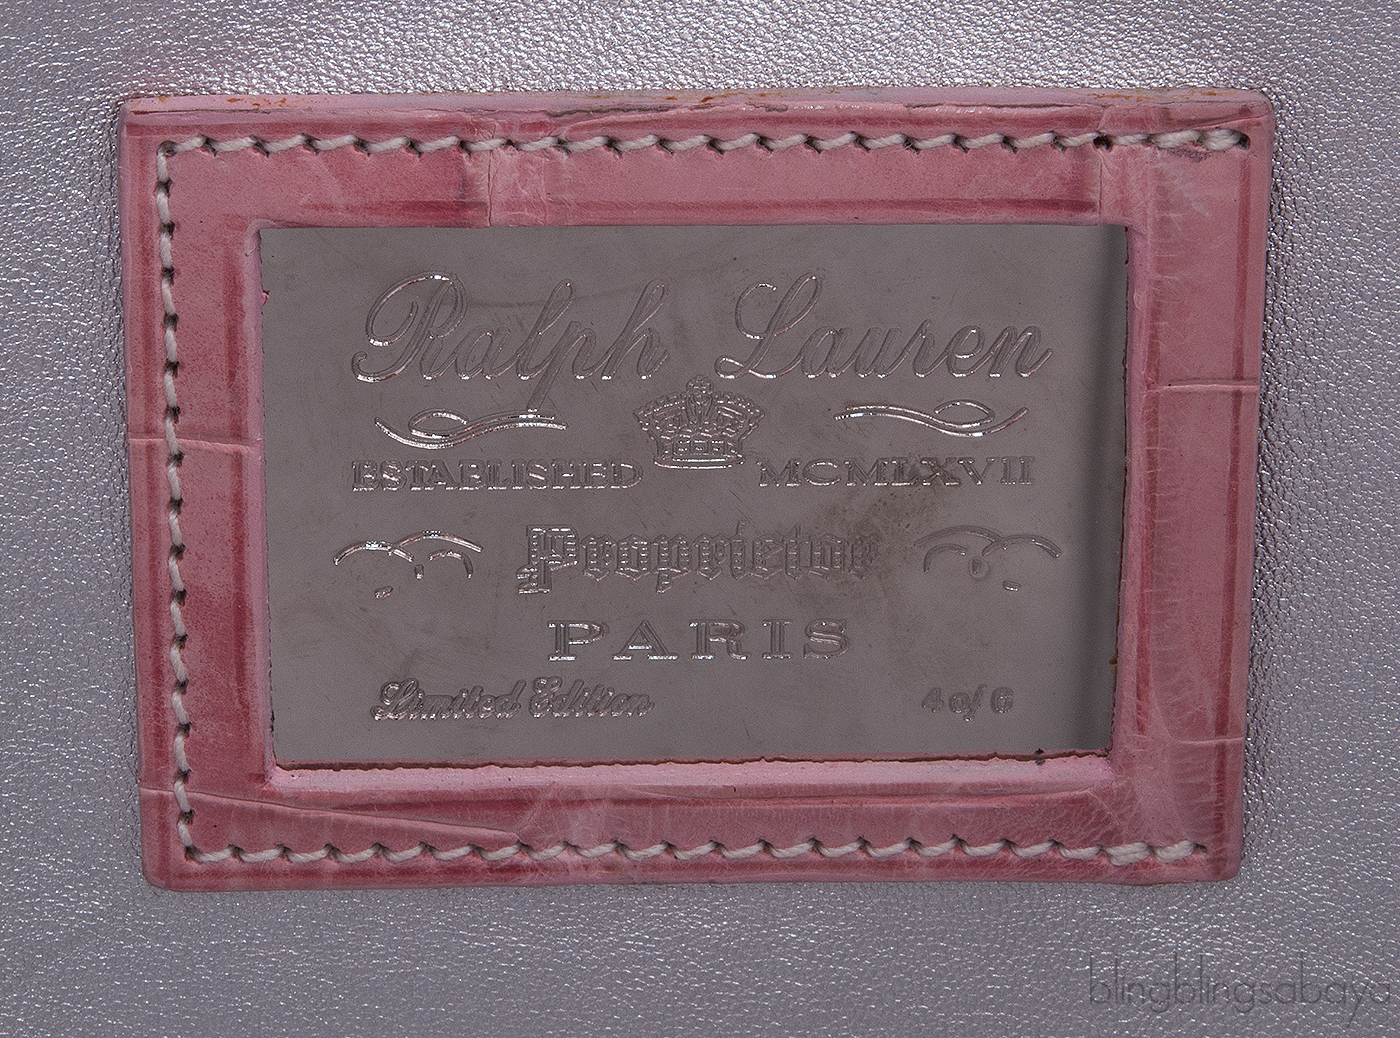 Ralph Lauren
ESTABLISHED MCMLXVII
Proprietor
PARIS
Limited Edition 4 of 6
blingblingsabaya